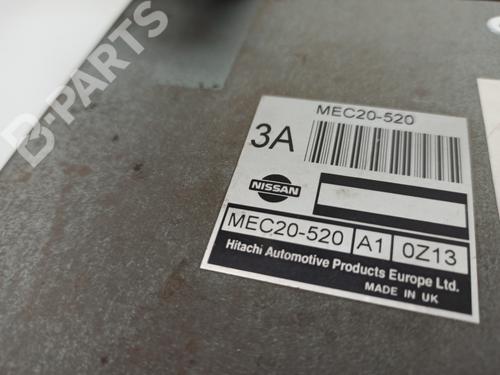 B-PARTS
MEC20-520
3A
NISSAN
MEC20-520 A1 0Z13
Hitachi Automotive Products Europe Ltd.
MADE IN UK